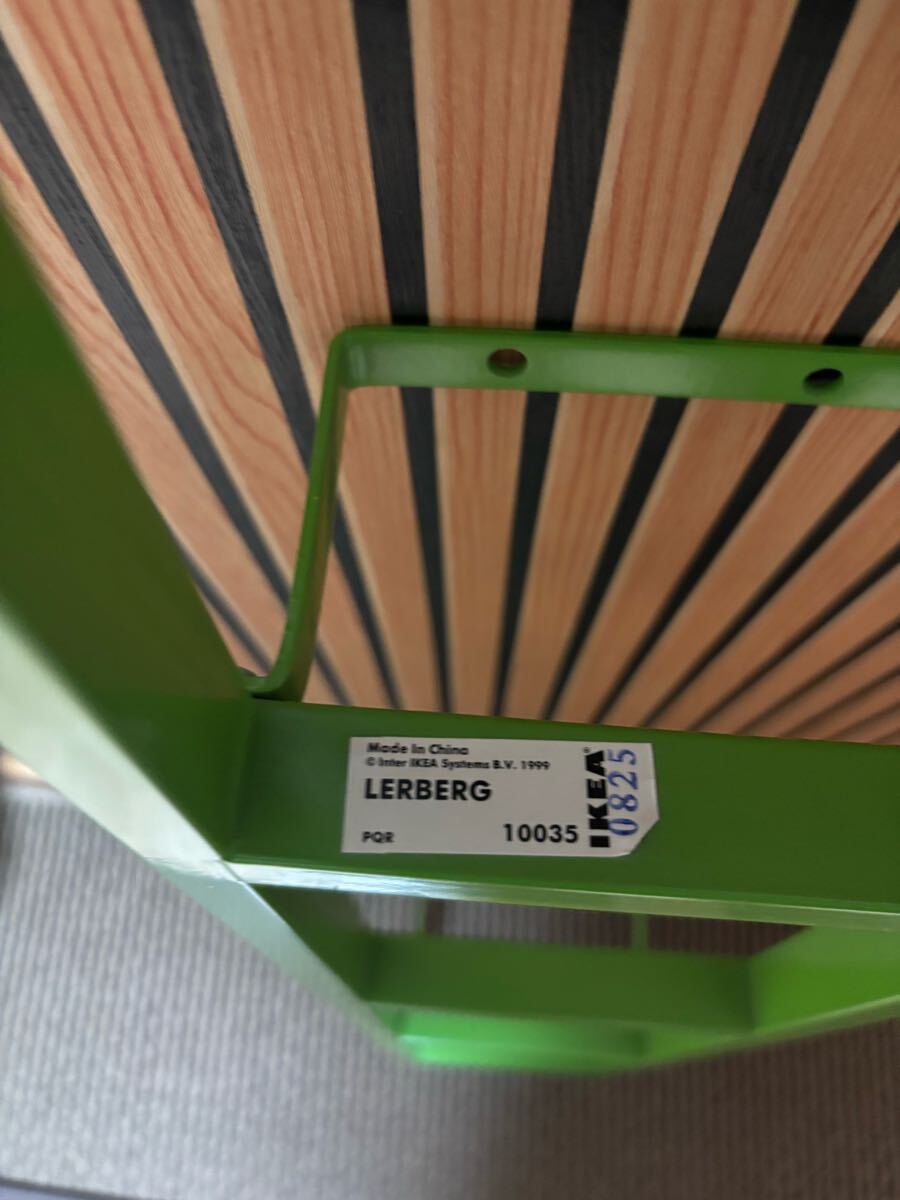 Made In China
© Inter IKEA Systems B.V. 1999
LERBERG
PQR 10035
IKEA®
0825